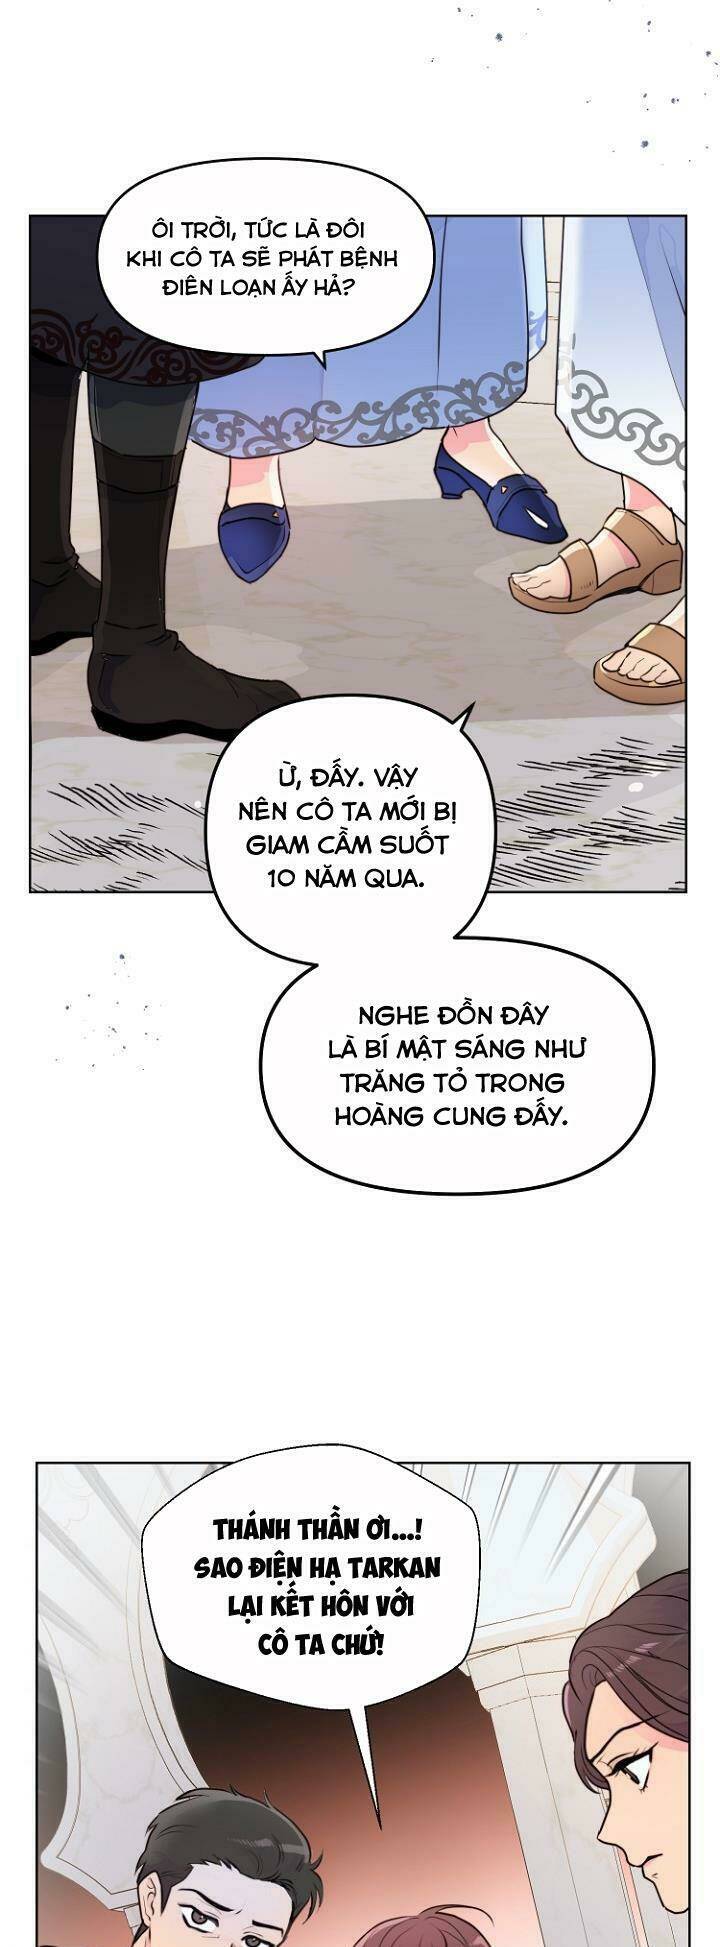 ÔI TRỜI, TỨC LÀ ĐÔI
KHI CÔ TA SẼ PHÁT BỆNH
ĐIÊN LOẠN ẤY HẢ?
Ừ, ĐẤY. VẬY
NÊN CÔ TA MỚI BỊ
GIAM CẦM SUỐT
10 NĂM QUA.
NGHE ĐỒN ĐÂY
LÀ BÍ MẬT SÁNG NHƯ
TRĂNG TỎ TRONG
HOÀNG CUNG ĐẤY.
THÁNH THẦN ƠI...!
SAO ĐIỆN HẠ TARKAN
LẠI KẾT HÔN VỚI
CÔ TA CHỨ!